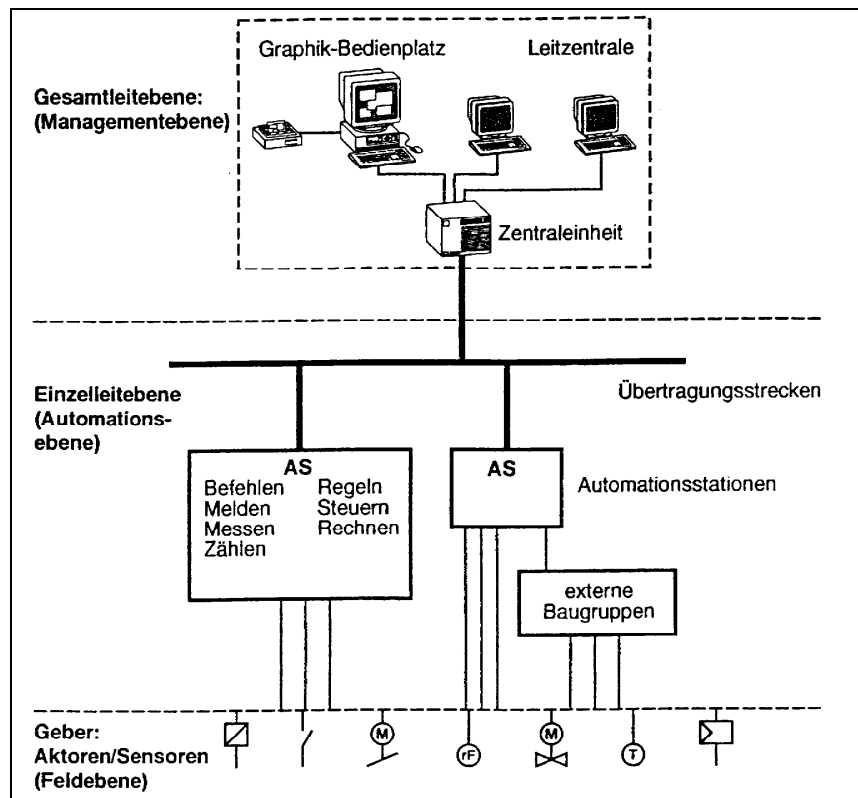 Graphik-Bedienplatz
Leitzentrale
Gesamtleitebene:
(Managementebene)
Zentraleinheit
Einzelleitebene
(Automations-
ebene)
Übertragungsstrecken
AS
Befehlen Regeln
Melden Steuern
Messen Rechnen
Zählen
AS
Automationsstationen
externe
Baugruppen
Geber:
Aktoren/Sensoren
(Feldebene)
M
rF
M
T